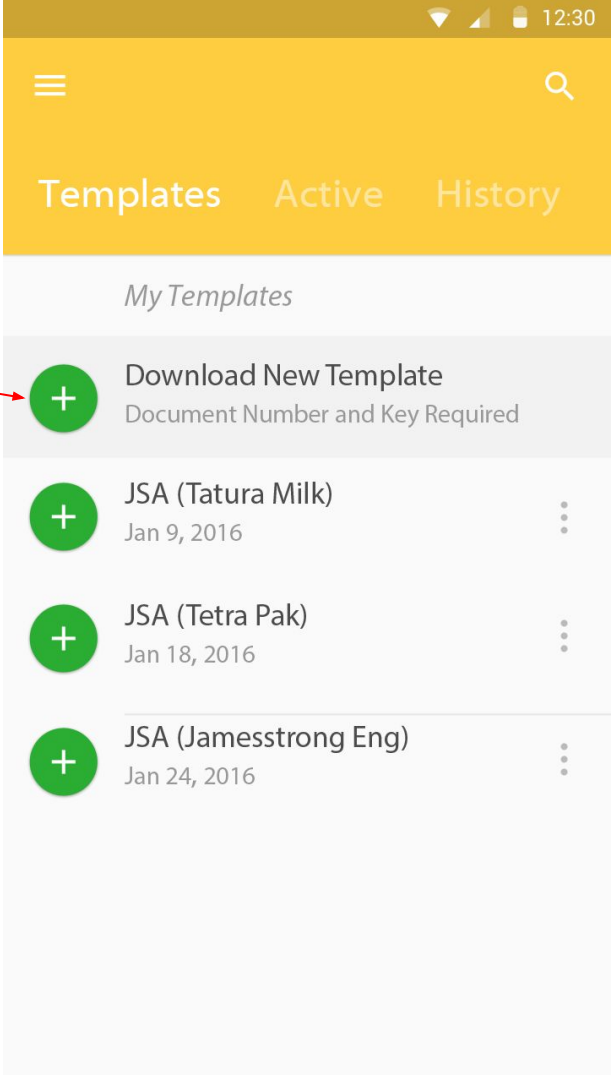 12:30
Templates Active History
My Templates
Download New Template
Document Number and Key Required
JSA (Tatura Milk)
Jan 9, 2016
JSA (Tetra Pak)
Jan 18, 2016
JSA (Jamesstrong Eng)
Jan 24, 2016